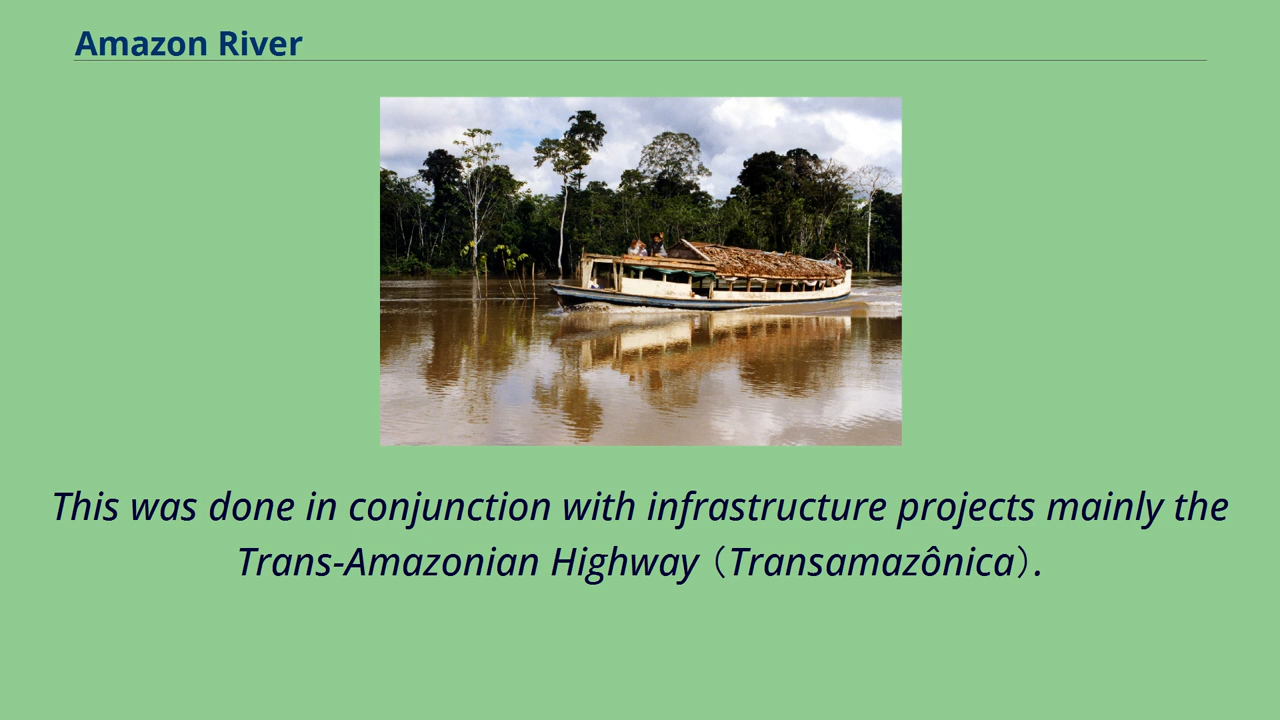 Amazon River
This was done in conjunction with infrastructure projects mainly the
Trans-Amazonian Highway（Transamazônica）.